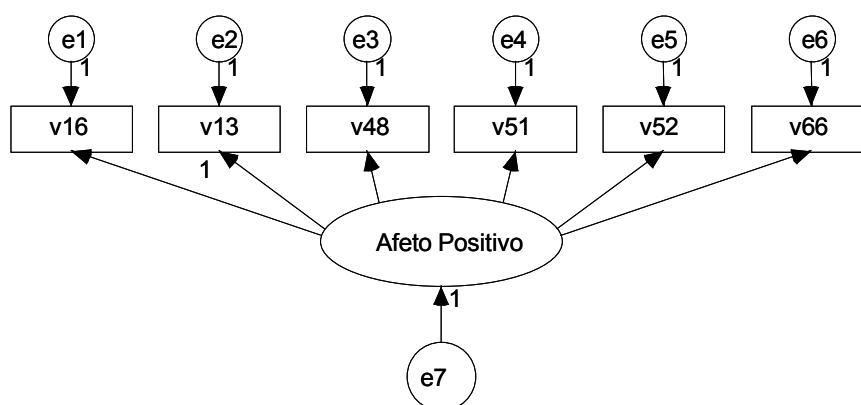 e1 e2 e3 e4 e5 e6
1 1 1 1 1 1
v16 v13 v48 v51 v52 v66
1
Afeto Positivo
1
e7